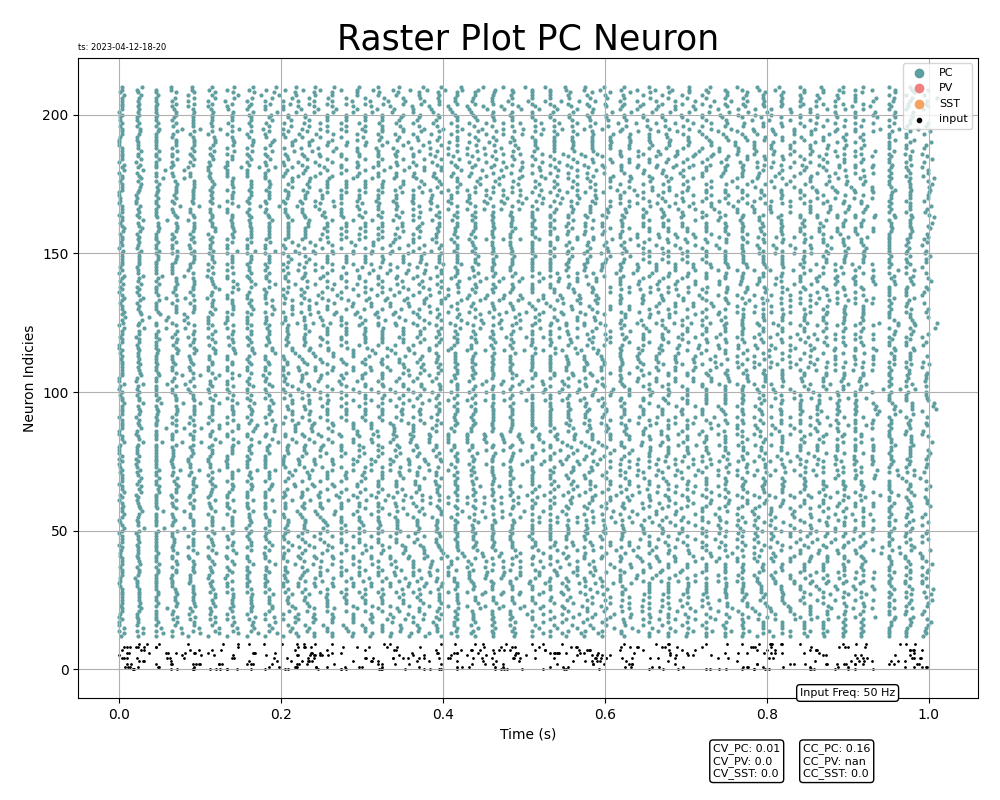 Raster Plot PC Neuron
ts: 2023-04-12-18-20
PC
PV
SST
input
200
150
100
50
0
Neuron Indicies
0.0 0.2 0.4 0.6 0.8 1.0
Time (s)
Input Freq: 50 Hz
CV_PC: 0.01
CV_PV: 0.0
CV_SST: 0.0
CC_PC: 0.16
CC_PV: nan
CC_SST: 0.0